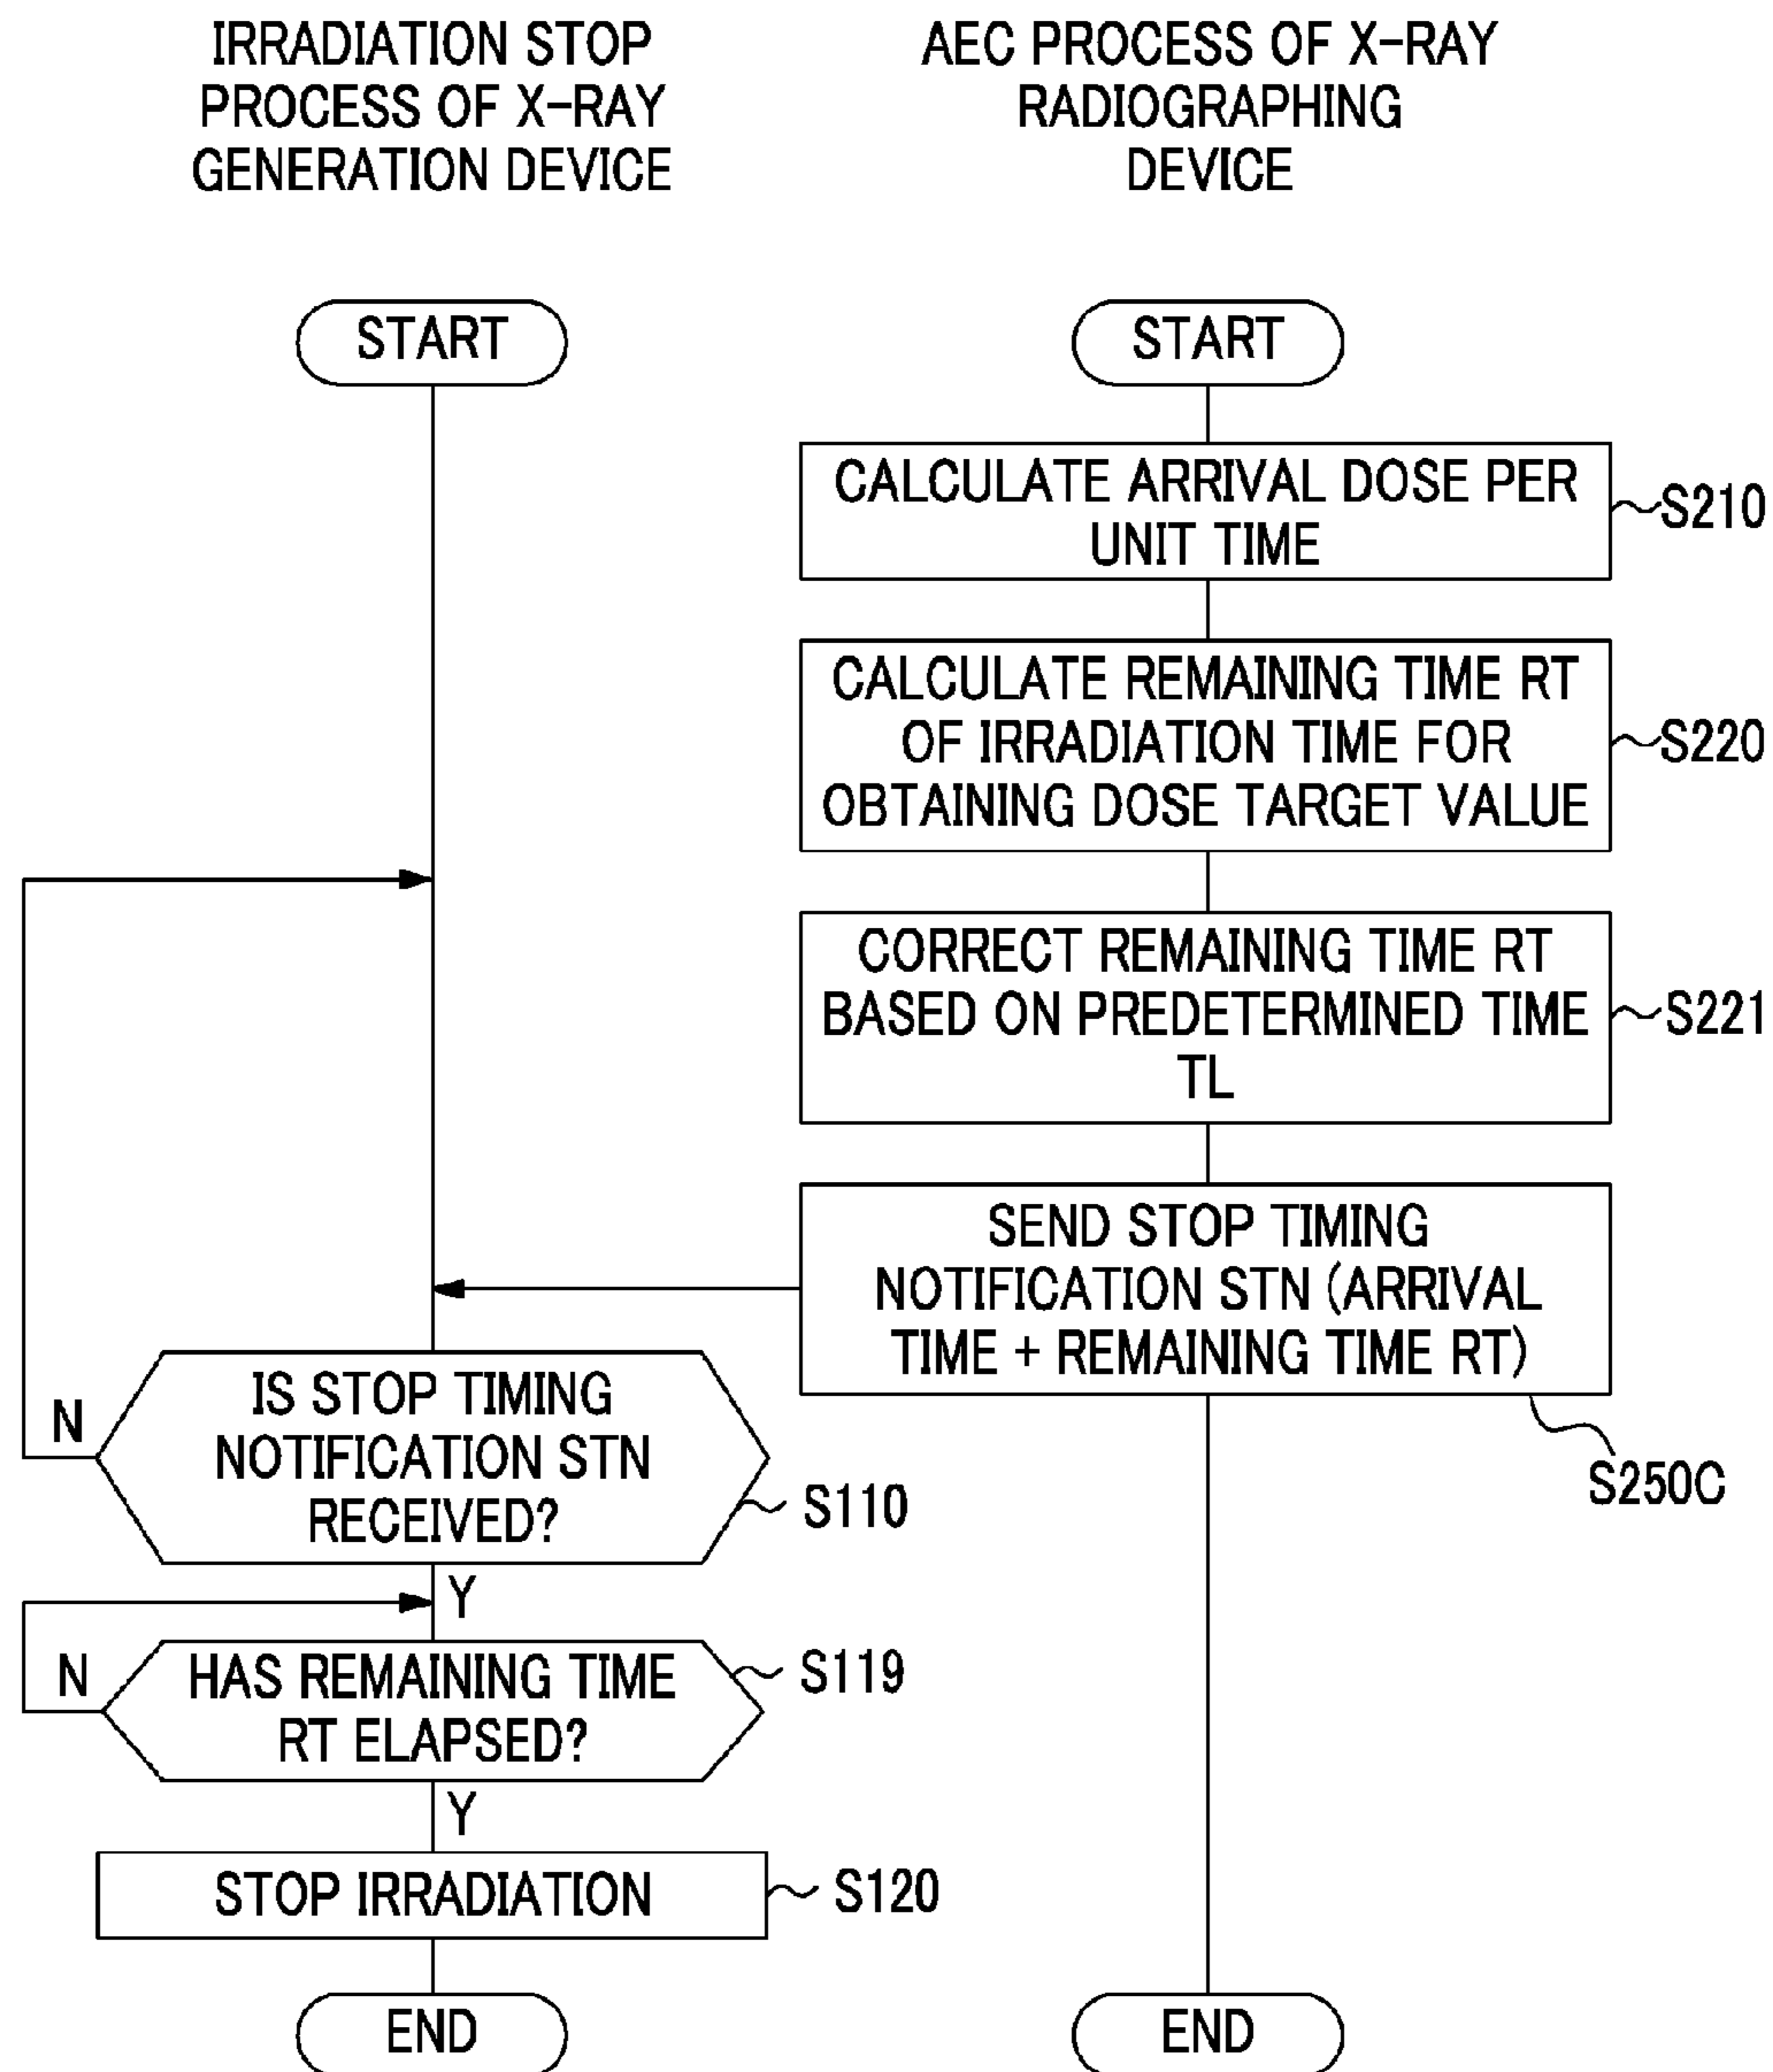 IRRADIATION STOP
PROCESS OF X-RAY
GENERATION DEVICE
AEC PROCESS OF X-RAY
RADIOGRAPHING
DEVICE
START
START
CALCULATE ARRIVAL DOSE PER
UNIT TIME
S210
CALCULATE REMAINING TIME RT
OF IRRADIATION TIME FOR
OBTAINING DOSE TARGET VALUE
S220
CORRECT REMAINING TIME RT
BASED ON PREDETERMINED TIME
TL
S221
SEND STOP TIMING
NOTIFICATION STN (ARRIVAL
TIME + REMAINING TIME RT)
S250C
IS STOP TIMING
NOTIFICATION STN
RECEIVED?
N
S110
Y
HAS REMAINING TIME
RT ELAPSED?
N
S119
Y
STOP IRRADIATION
S120
END
END